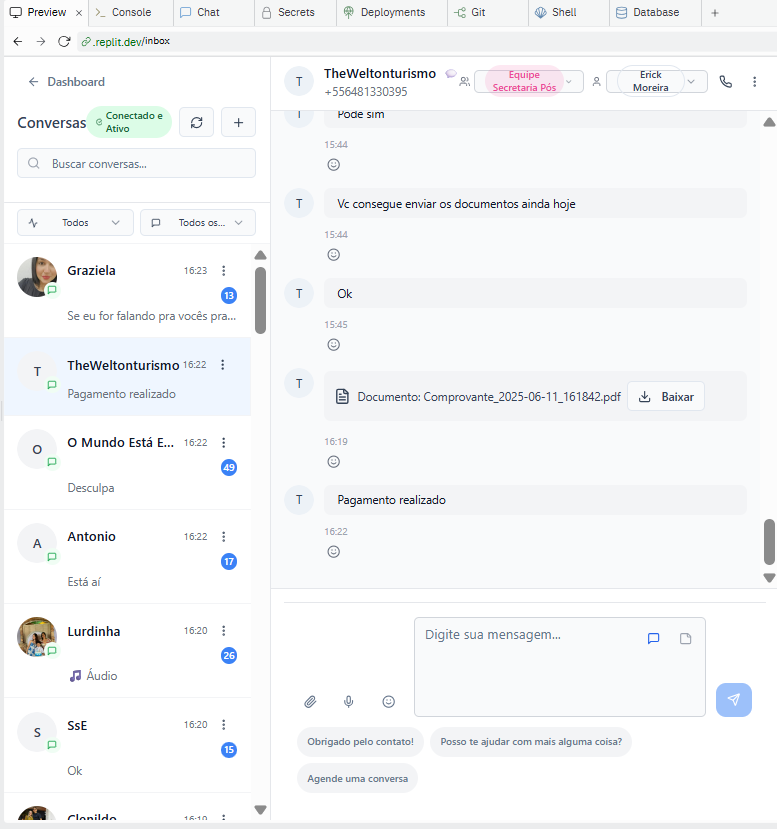 Preview
Console
Chat
Secrets
Deployments
Git
Shell
Database
.replit.dev/inbox
Dashboard
Conversas
Conectado e
Ativo
Buscar conversas...
Todos
Todos os...
Graziela
16:23
13
Se eu for falando pra vocês pra...
T
TheWeltonturismo
16:22
Pagamento realizado
O
O Mundo Está E...
16:22
49
Desculpa
A
Antonio
16:22
17
Está aí
Lurdinha
16:20
26
Áudio
S
SsE
16:20
15
Ok
Clenildo
16:19
T
TheWeltonturismo
+556481330395
Equipe
Secretaria Pós
Erick
Moreira
T
Pode sim
15:44
T
Vc consegue enviar os documentos ainda hoje
15:44
T
Ok
15:45
T
Documento: Comprovante_2025-06-11_161842.pdf
Baixar
16:19
T
Pagamento realizado
16:22
Digite sua mensagem...
Obrigado pelo contato!
Posso te ajudar com mais alguma coisa?
Agende uma conversa